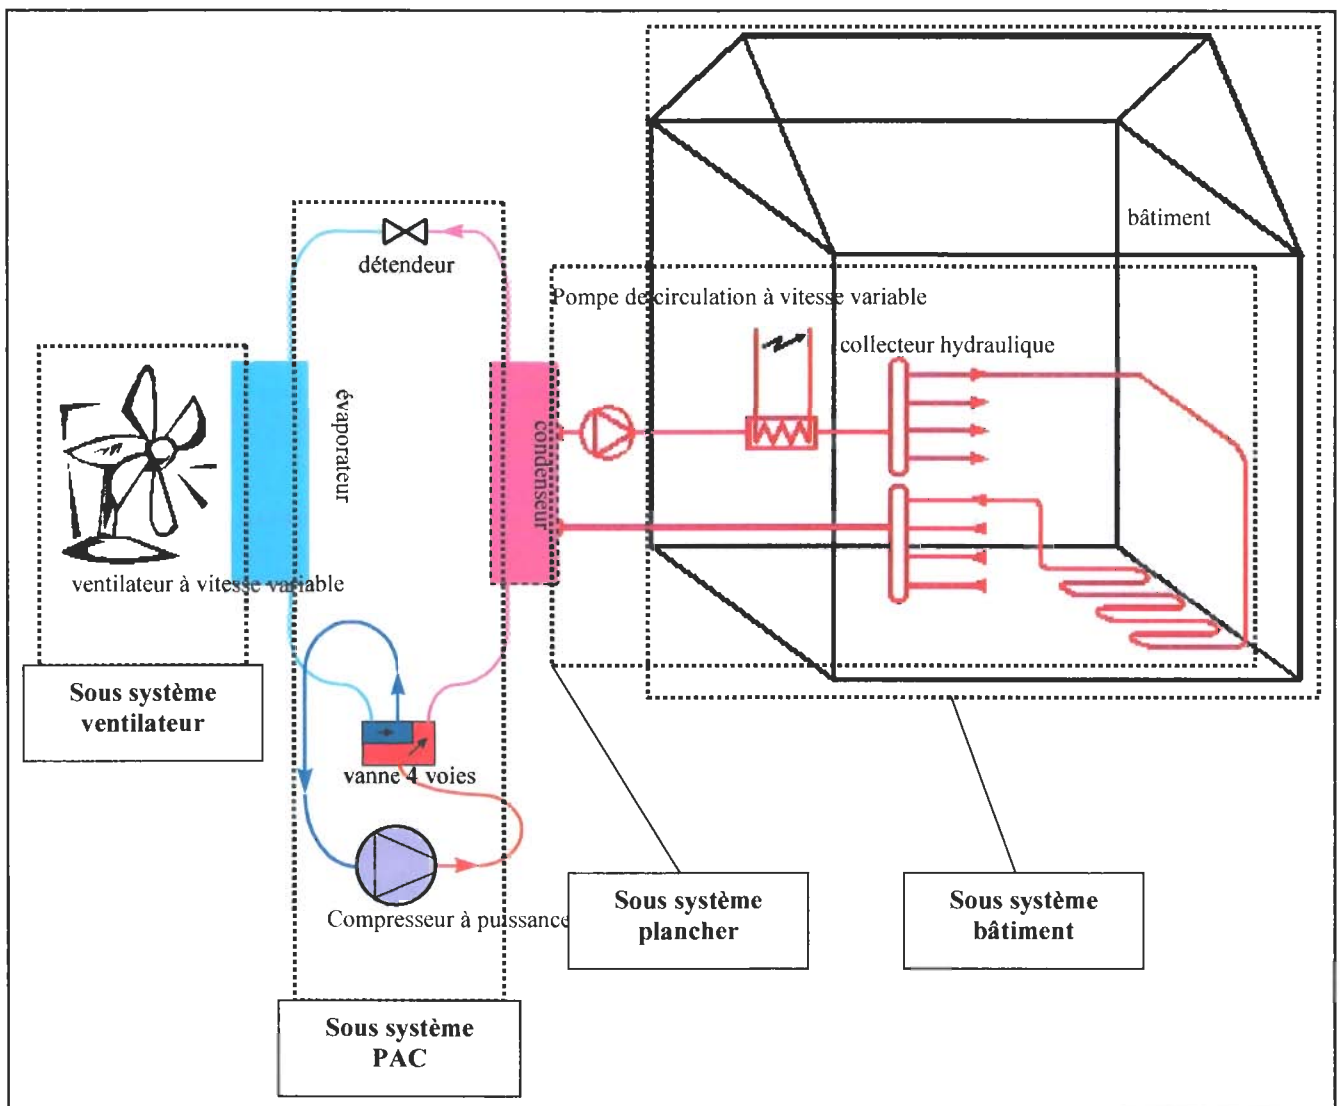 bâtiment
détendeur
Pompe de circulation à vitesse variable
collecteur hydraulique
évaporateur
condenseur
ventilateur à vitesse variable
Sous système
ventilateur
vanne 4 voies
Compresseur à puissance
Sous système
plancher
Sous système
bâtiment
Sous système
PAC